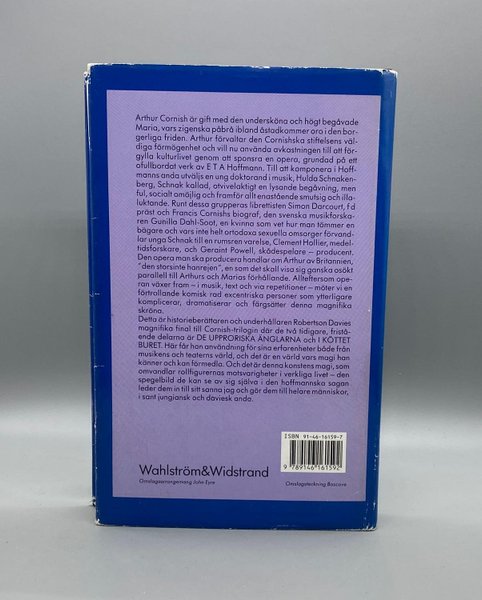 Arthur Cornish är gift med den undersköna och högt begåvade
Maria, vars zigenska påbrå ibland åstadkommer oro i den bor-
gerliga friden. Arthur förvaltar den Cornishska stiftelsens väl-
diga förmögenhet och vill nu använda avkastningen till att för-
gylla kulturlivet genom att sponsra en opera, grundad på ett
ofullbordat verk av E T A Hoffmann. Till att komponera i Hoff-
manns anda utväljs en ung doktorand i musik, Hulda Schnaken-
berg, Schnak kallad, otvivelaktigt en lysande begåvning, men
ful, socialt omöjlig och framför allt enastående smutsig och illa-
luktande. Runt dessa grupperas librettisten Simon Darcourt, f d
präst och Francis Cornishs biograf, den svenska musikforska-
ren Gunilla Dahl-Soot, en kvinna som vet hur man tömmer en
bägare och vars inte helt ortodoxa sexuella omsorger förvand-
lar unga Schnak till en rumsren varelse, Clement Hollier, medel-
tidsforskare, och Geraint Powell, skådespelare – producent.
Den opera man ska producera handlar om Arthur av Britannien,
"den storsinte hanrejen", en som det skall visa sig ganska osökt
parallell till Arthurs och Marias förhållande. Allteftersom ope-
ran växer fram – i musik, text och via repetitioner – möter vi en
förtrollande komisk rad excentriska personer som ytterligare
komplicerar, dramatiserar och färgsätter denna magnifika
skröna.
Detta är historieberättaren och underhållaren Robertson Davies
magnifika final till Cornish-trilogin där de två tidigare, fristå-
ende delarna är DE UPPRORISKA ÄNGLARNA och I KÖTTET
BURET. Här får han användning för sina erfarenheter både från
musikens och teaterns värld, och det är en värld vars magi han
känner och kan förmedla. Och det är denna konstens magi, som
omvandlar rollfigurernas motsvarigheter i verkliga livet – den
spegelbild de kan se av sig själva i den hoffmannska sagan
leder dem in till sitt sanna jag och gör dem till helare människor,
i sant jungiansk och daviesk anda.
ISBN 91-46-16159-7
9 789146 161592
Wahlström&Widstrand
Omslagsarrangemang John Eyre
Omslagsteckning Bascove